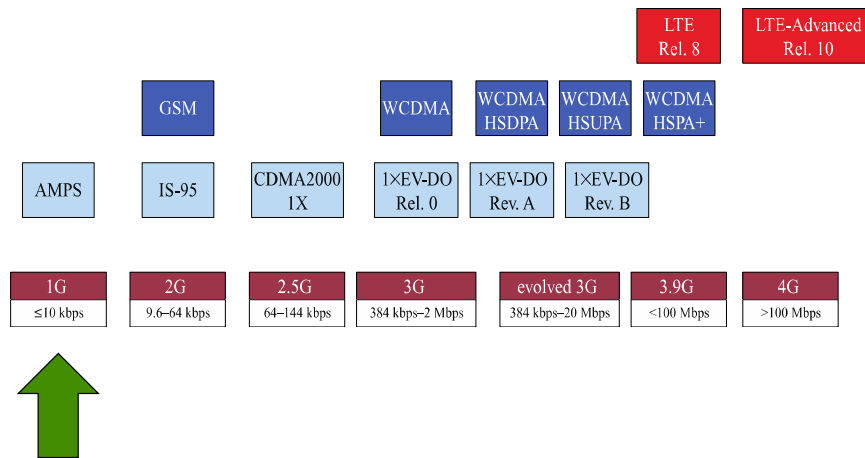 LTE
Rel. 8
LTE-Advanced
Rel. 10
GSM
WCDMA
WCDMA
HSDPA
WCDMA
HSUPA
WCDMA
HSPA+
AMPS
IS-95
CDMA2000
1X
1×EV-DO
Rel. 0
1×EV-DO
Rev. A
1×EV-DO
Rev. B
1G
≤10 kbps
2G
9.6–64 kbps
2.5G
64–144 kbps
3G
384 kbps–2 Mbps
evolved 3G
384 kbps–20 Mbps
3.9G
<100 Mbps
4G
>100 Mbps